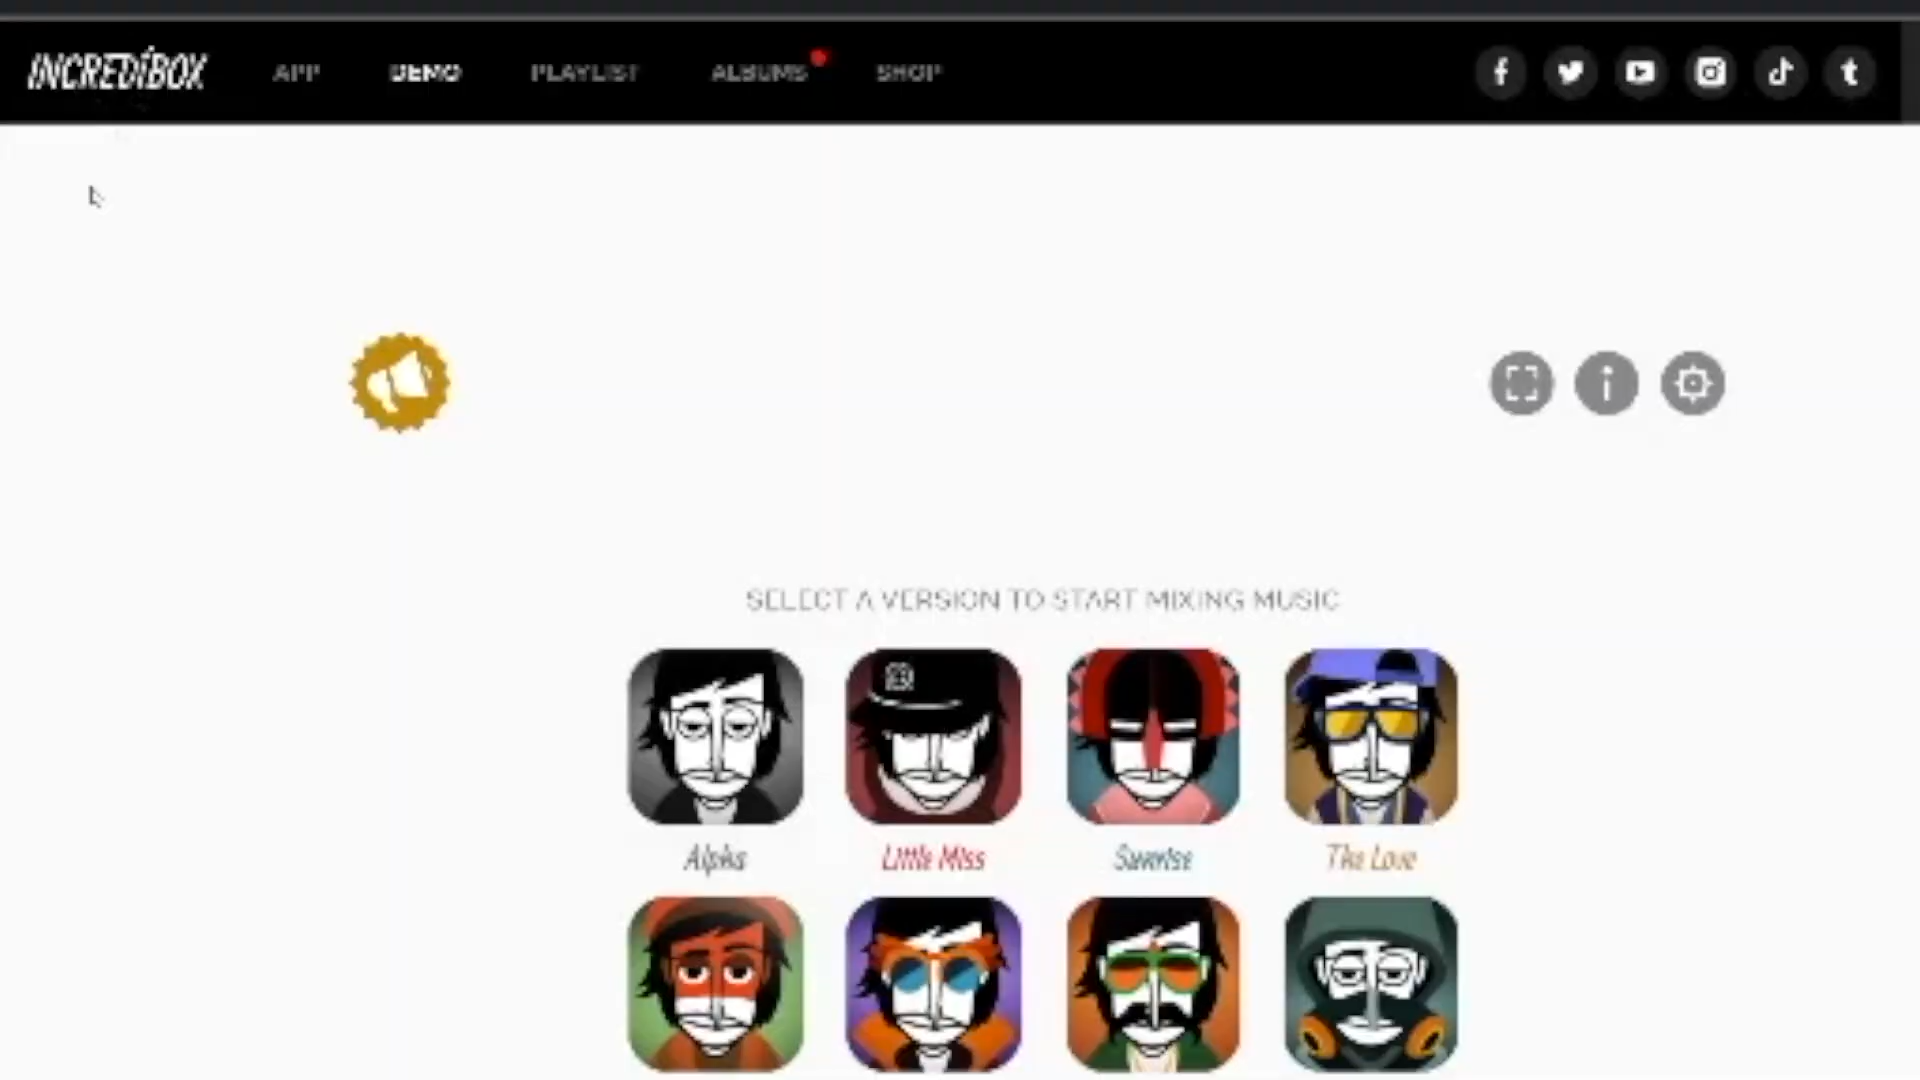 INCREDIBOX APP DEMO PLAYLIST ALBUMS SHOP
SELECT A VERSION TO START MIXING MUSIC
Alpha Little Miss Sunrise The Love